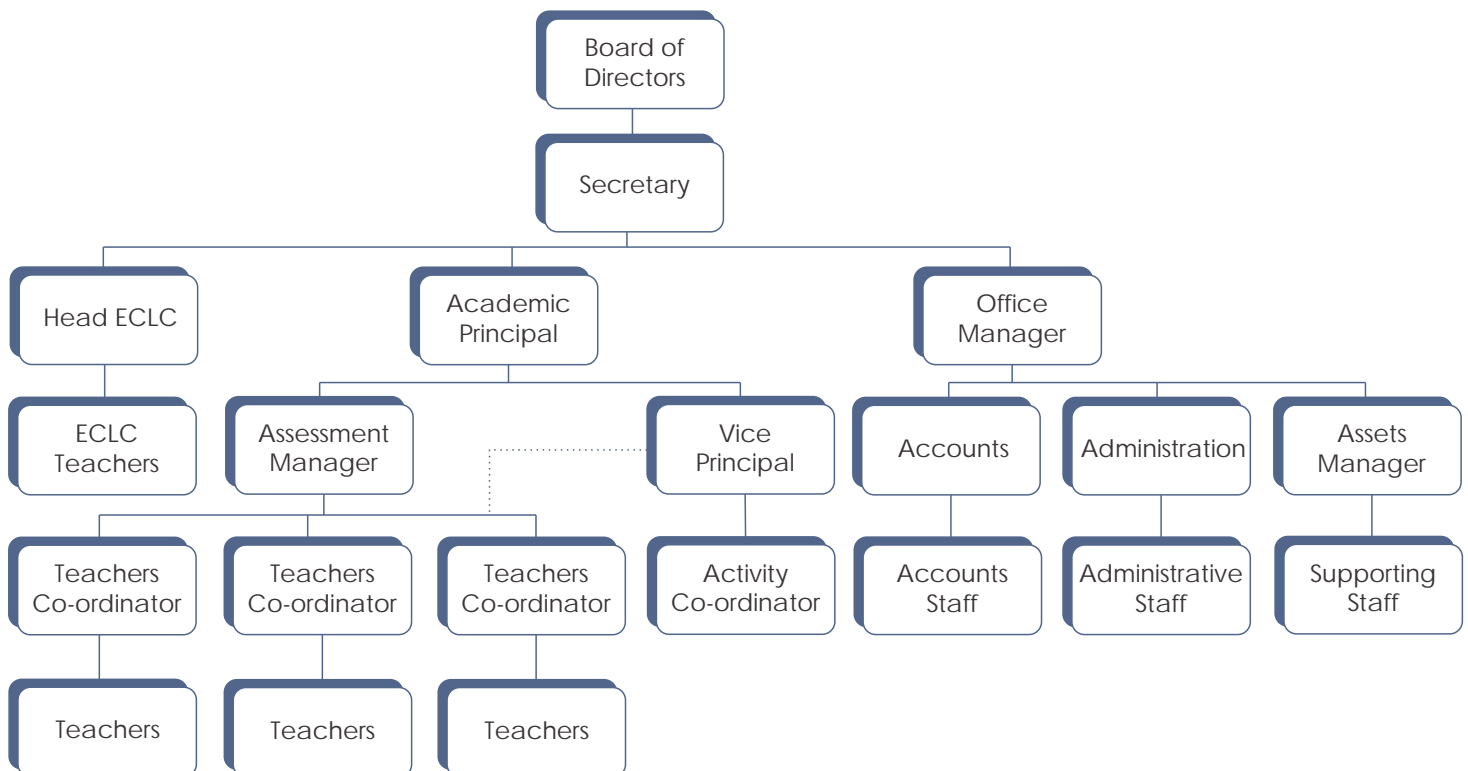 Board of
Directors
Secretary
Head ECLC
Academic
Principal
Office
Manager
ECLC
Teachers
Assessment
Manager
Vice
Principal
Accounts
Administration
Assets
Manager
Teachers
Co-ordinator
Teachers
Co-ordinator
Teachers
Co-ordinator
Activity
Co-ordinator
Accounts
Staff
Administrative
Staff
Supporting
Staff
Teachers
Teachers
Teachers